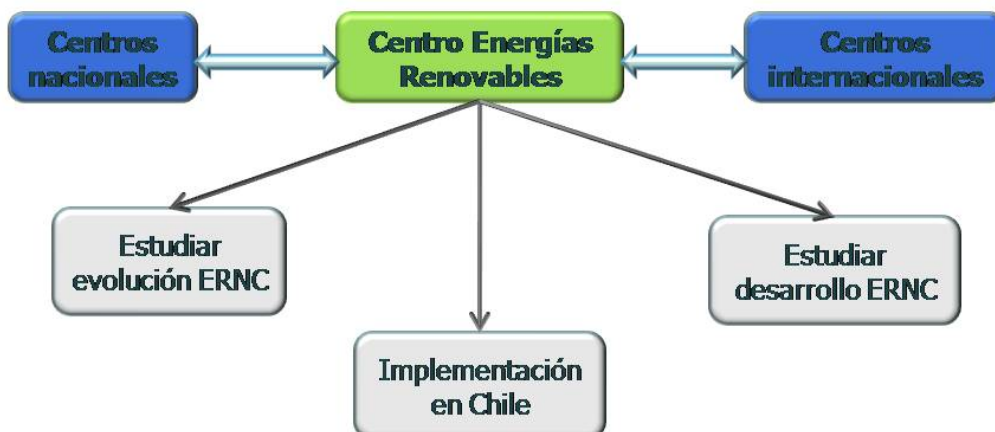 Centros
nacionales
Centro Energías
Renovables
Centros
internacionales
Estudiar
evolución ERNC
Implementación
en Chile
Estudiar
desarrollo ERNC